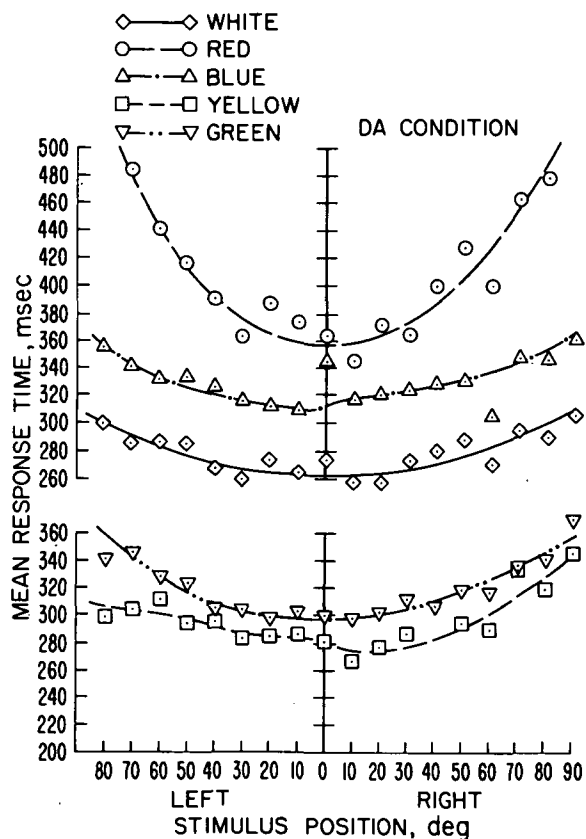 WHITE
RED
BLUE
YELLOW
GREEN
DA CONDITION
MEAN RESPONSE TIME, msec
500
480
460
440
420
400
380
360
340
320
300
280
260
360
340
320
300
280
260
240
220
200
80 70 60 50 40 30 20 10 0 10 20 30 40 50 60 70 80 90
LEFT RIGHT
STIMULUS POSITION, deg